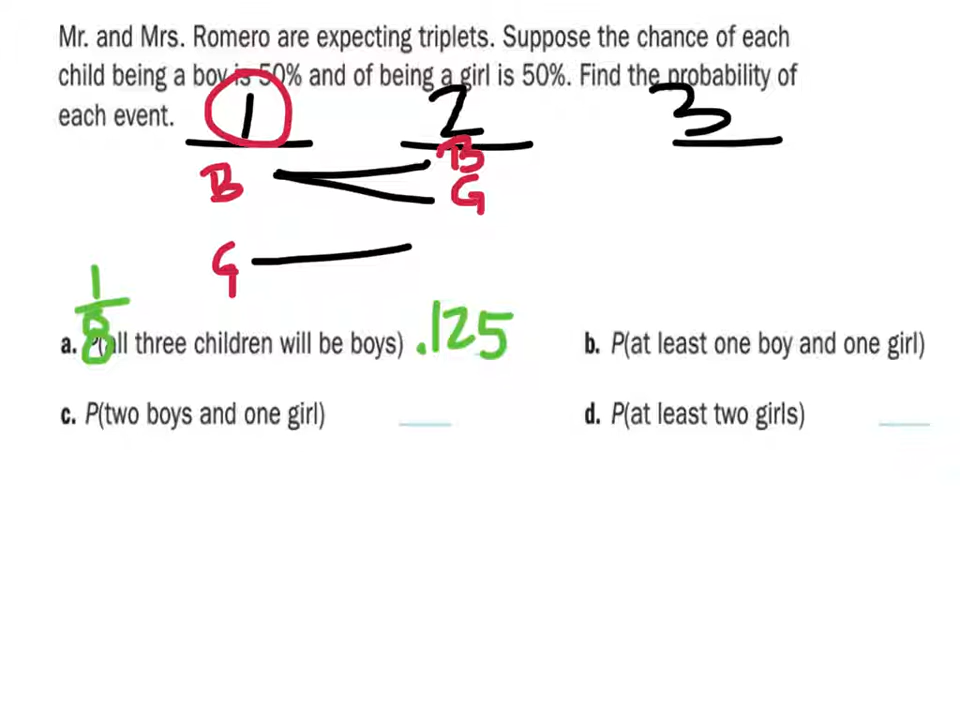 Mr. and Mrs. Romero are expecting triplets. Suppose the chance of each
child being a boy is 50% and of being a girl is 50%. Find the probability of
each event.
1 2 3
B B
G
G
1/8
a. P(all three children will be boys) .125
b. P(at least one boy and one girl)
c. P(two boys and one girl)
d. P(at least two girls)